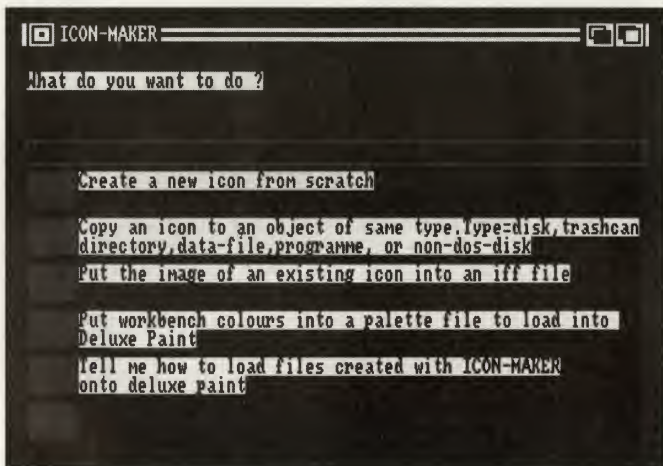 ICON-MAKER
What do you want to do ?
Create a new icon from scratch
Copy an icon to an object of same type.Type=disk,trashcan
directory,data-file,programme, or non-dos-disk
Put the image of an existing icon into an iff file
Put workbench colours into a palette file to load into
Deluxe Paint
Tell me how to load files created with ICON-MAKER
onto deluxe paint